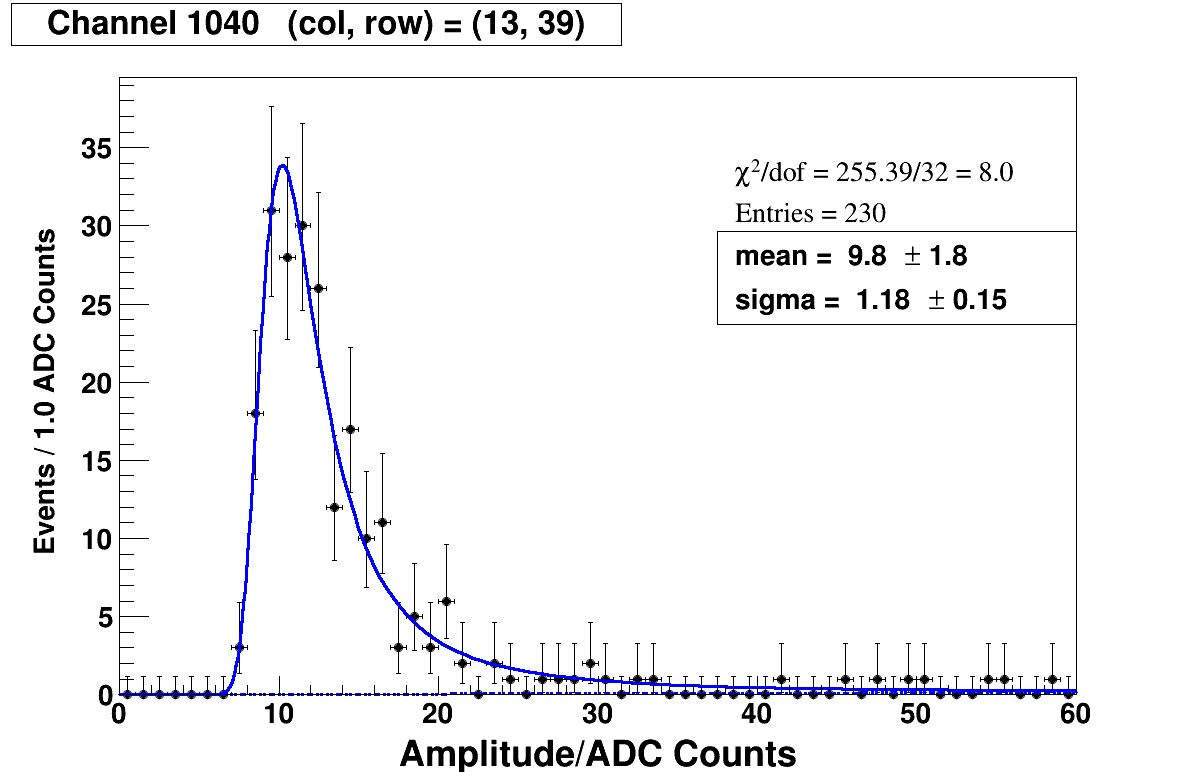 Channel 1040 (col, row) = (13, 39)
χ²/dof = 255.39/32 = 8.0
Entries = 230
mean = 9.8 ± 1.8
sigma = 1.18 ± 0.15
Events / 1.0 ADC Counts
35
30
25
20
15
10
5
0
0 10 20 30 40 50 60
Amplitude/ADC Counts